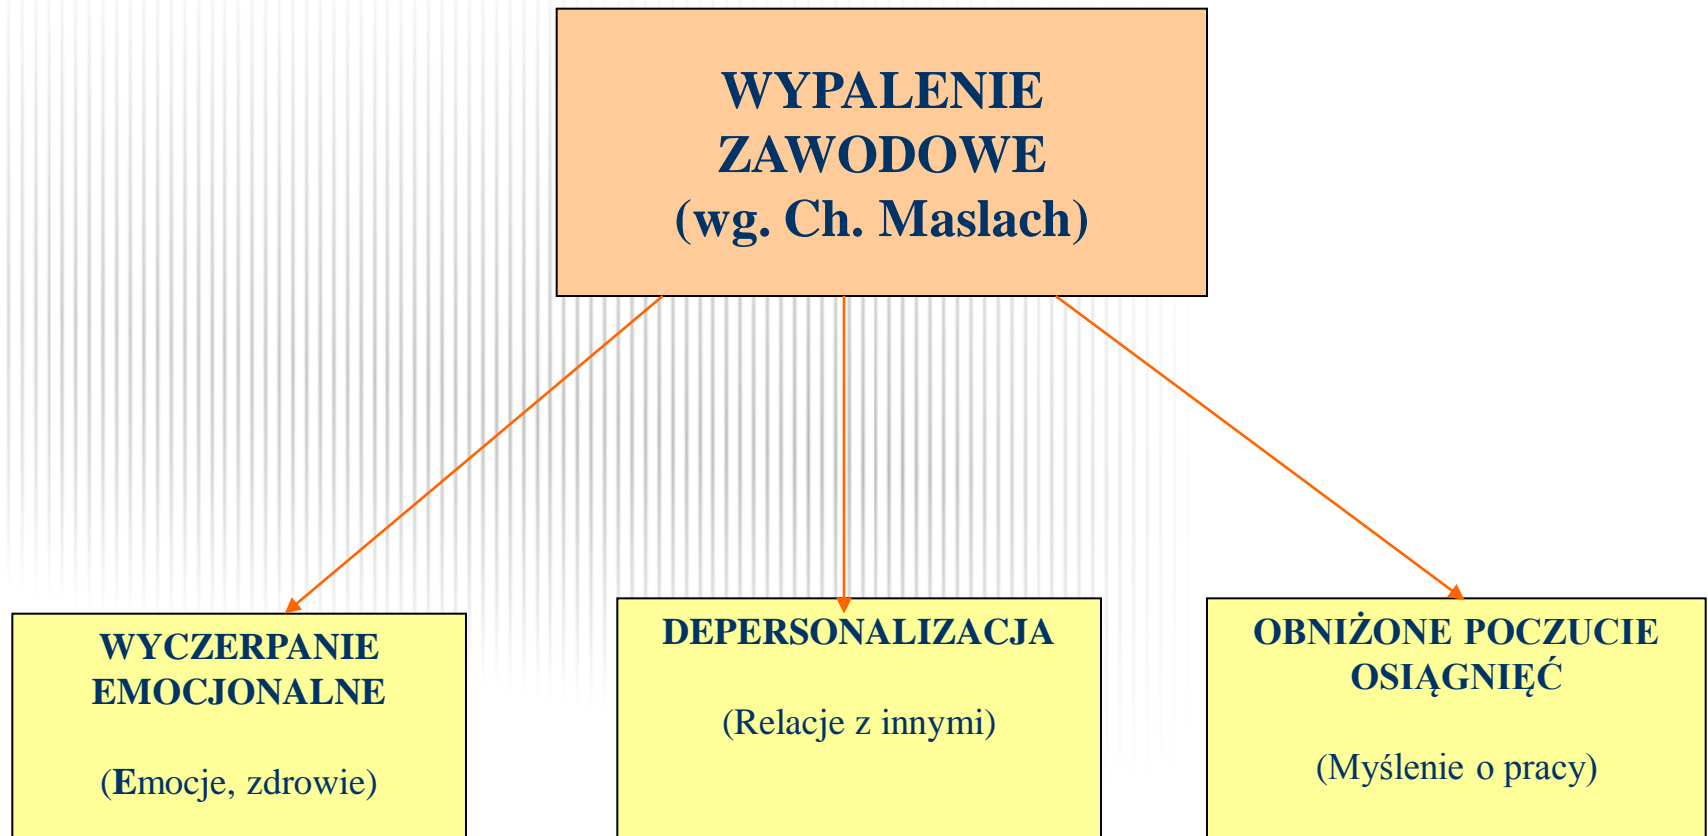 WYPALENIE
ZAWODOWE
(wg. Ch. Maslach)
WYCZERPANIE
EMOCJONALNE
(Emocje, zdrowie)
DEPERSONALIZACJA
(Relacje z innymi)
OBNIŻONE POCZUCIE
OSIĄGNIĘĆ
(Myślenie o pracy)